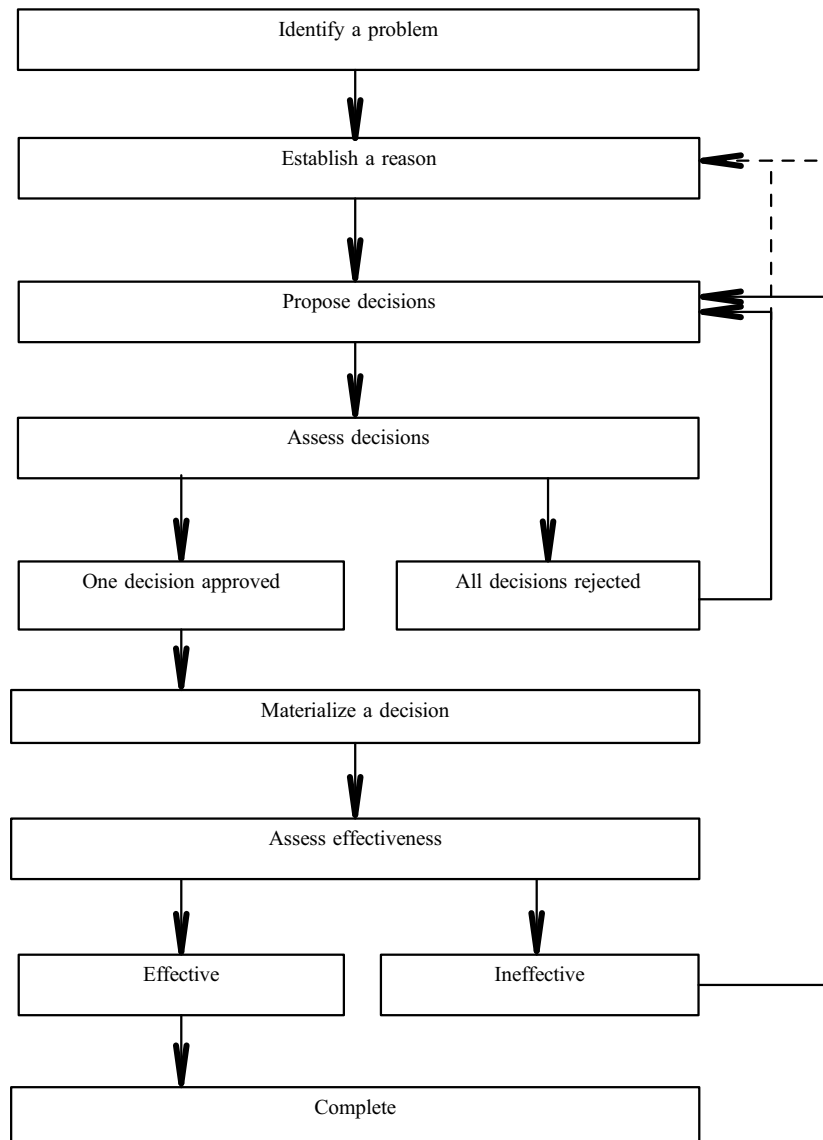 Identify a problem
Establish a reason
Propose decisions
Assess decisions
One decision approved
All decisions rejected
Materialize a decision
Assess effectiveness
Effective
Ineffective
Complete